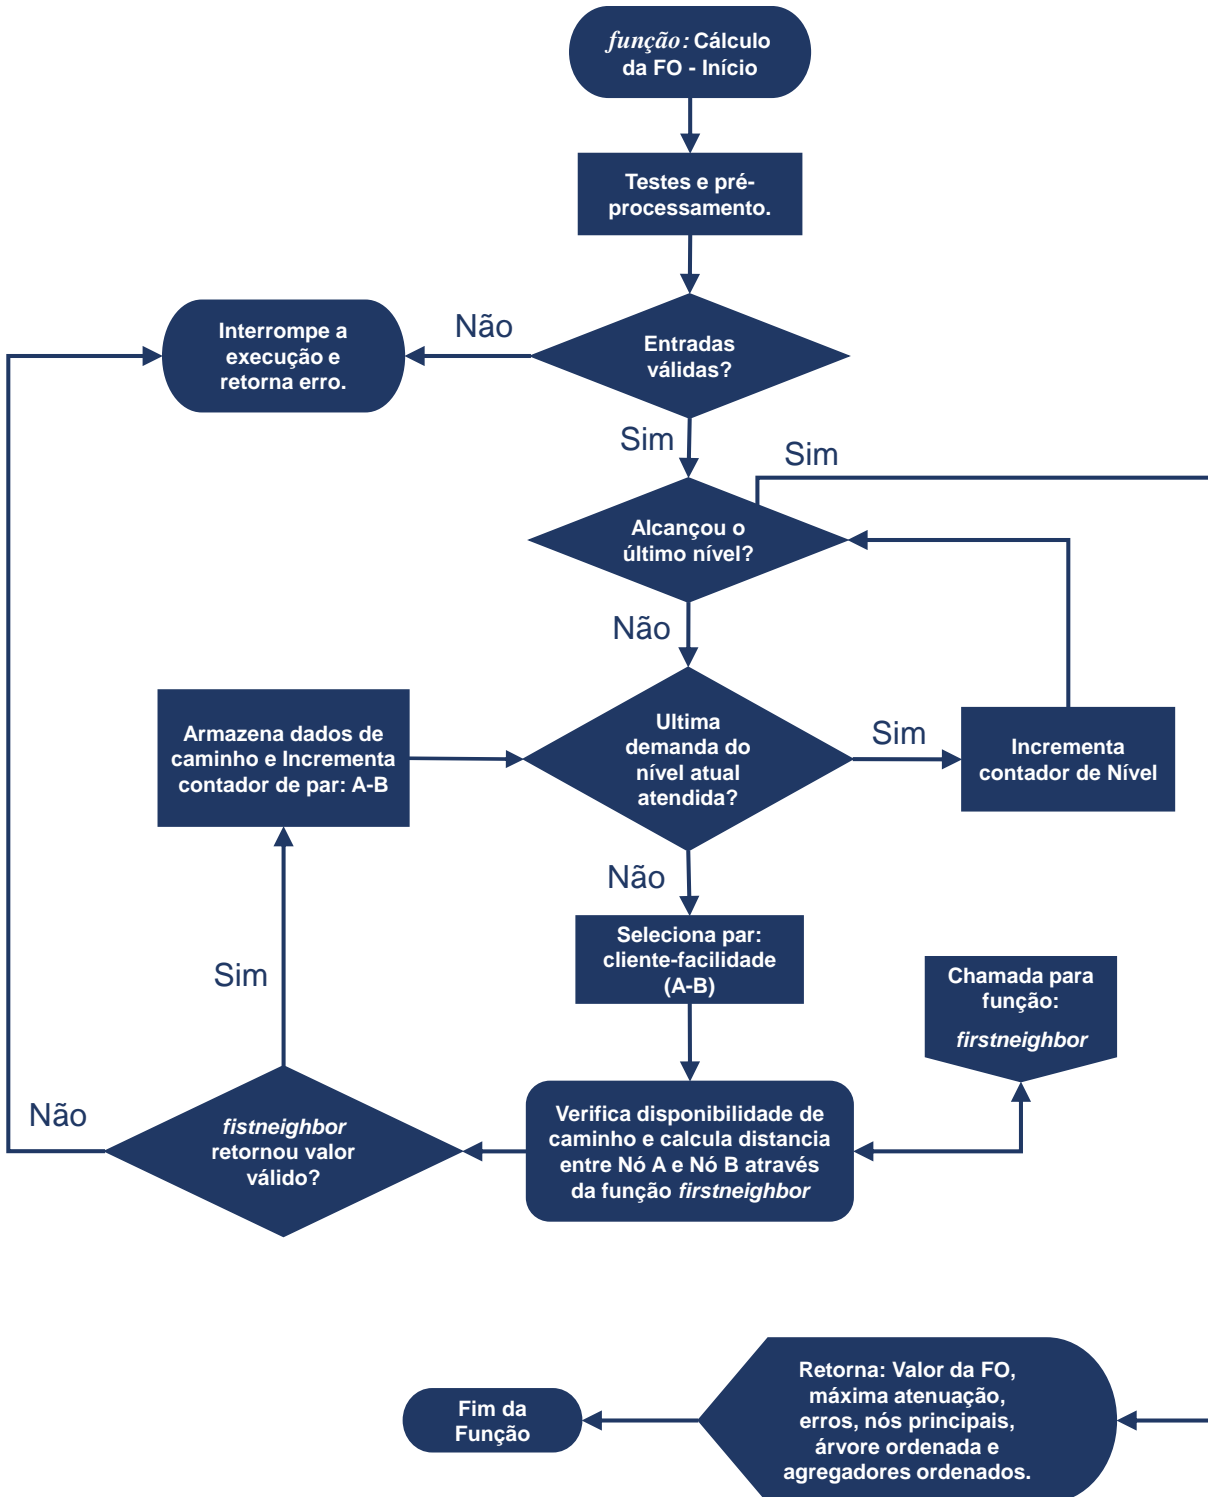 função: Cálculo
da FO - Início
Testes e pré-
processamento.
Não
Interrompe a
execução e
retorna erro.
Entradas
válidas?
Sim
Sim
Alcançou o
último nível?
Não
Armazena dados de
caminho e Incrementa
contador de par: A-B
Ultima
demanda do
nível atual
atendida?
Sim
Incrementa
contador de Nível
Não
Seleciona par:
cliente-facilidade
(A-B)
Sim
Chamada para
função:
firstneighbor
Não
fistneighbor
retornou valor
válido?
Verifica disponibilidade de
caminho e calcula distancia
entre Nó A e Nó B através
da função firstneighbor
Retorna: Valor da FO,
máxima atenuação,
erros, nós principais,
árvore ordenada e
agregadores ordenados.
Fim da
Função